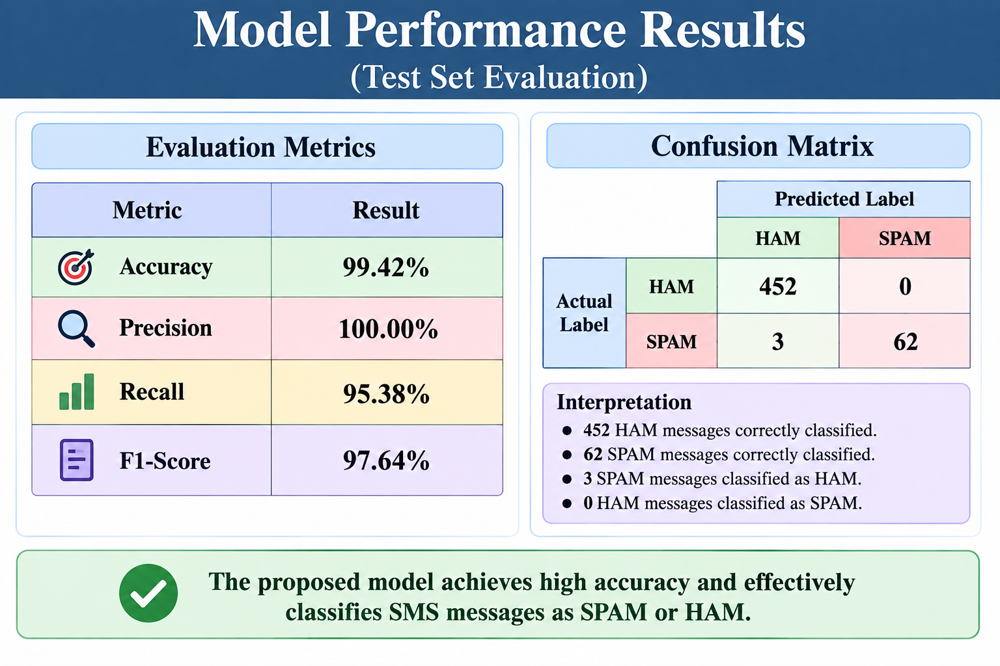 Model Performance Results
(Test Set Evaluation)
Evaluation Metrics
Metric Result
Accuracy 99.42%
Precision 100.00%
Recall 95.38%
F1-Score 97.64%
Confusion Matrix
Predicted Label
HAM SPAM
Actual
Label
HAM 452 0
SPAM 3 62
Interpretation
● 452 HAM messages correctly classified.
● 62 SPAM messages correctly classified.
● 3 SPAM messages classified as HAM.
● 0 HAM messages classified as SPAM.
The proposed model achieves high accuracy and effectively
classifies SMS messages as SPAM or HAM.